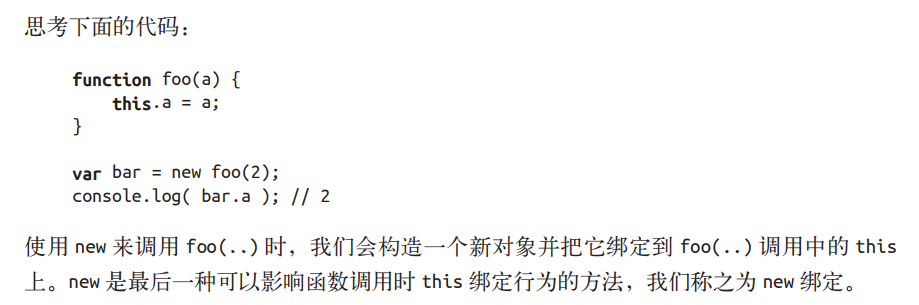 思考下面的代码：
function foo(a) {
this.a = a;
}
var bar = new foo(2);
console.log( bar.a ); // 2
使用 new 来调用 foo(..) 时，我们会构造一个新对象并把它绑定到 foo(..) 调用中的 this
上。new 是最后一种可以影响函数调用时 this 绑定行为的方法，我们称之为 new 绑定。